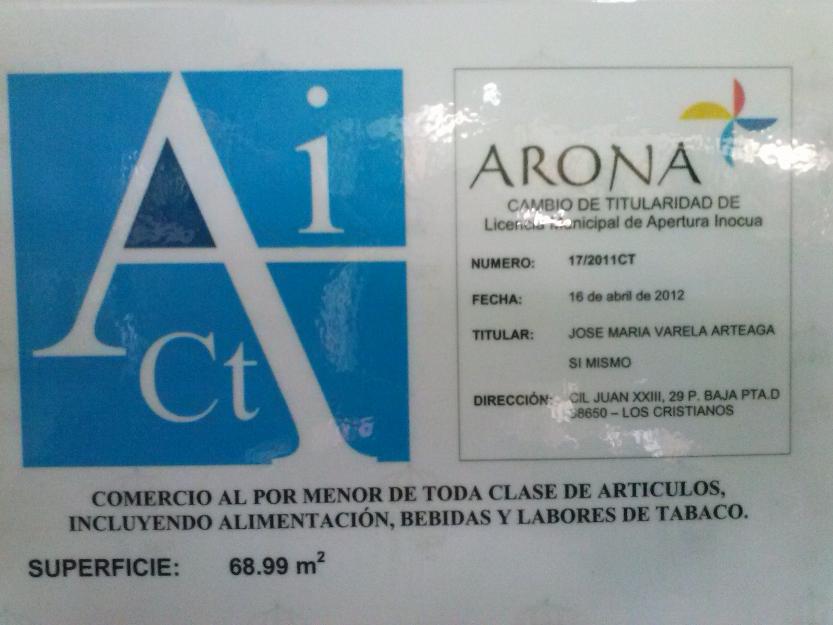 Ai
Ct
ARONA
CAMBIO DE TITULARIDAD DE
Licencia Municipal de Apertura Inocua
NUMERO: 17/2011CT
FECHA: 16 de abril de 2012
TITULAR: JOSE MARIA VARELA ARTEAGA
SI MISMO
DIRECCIÓN: CIL JUAN XXIII, 29 P. BAJA PTA.D
38650 – LOS CRISTIANOS
COMERCIO AL POR MENOR DE TODA CLASE DE ARTICULOS,
INCLUYENDO ALIMENTACIÓN, BEBIDAS Y LABORES DE TABACO.
SUPERFICIE: 68.99 m²